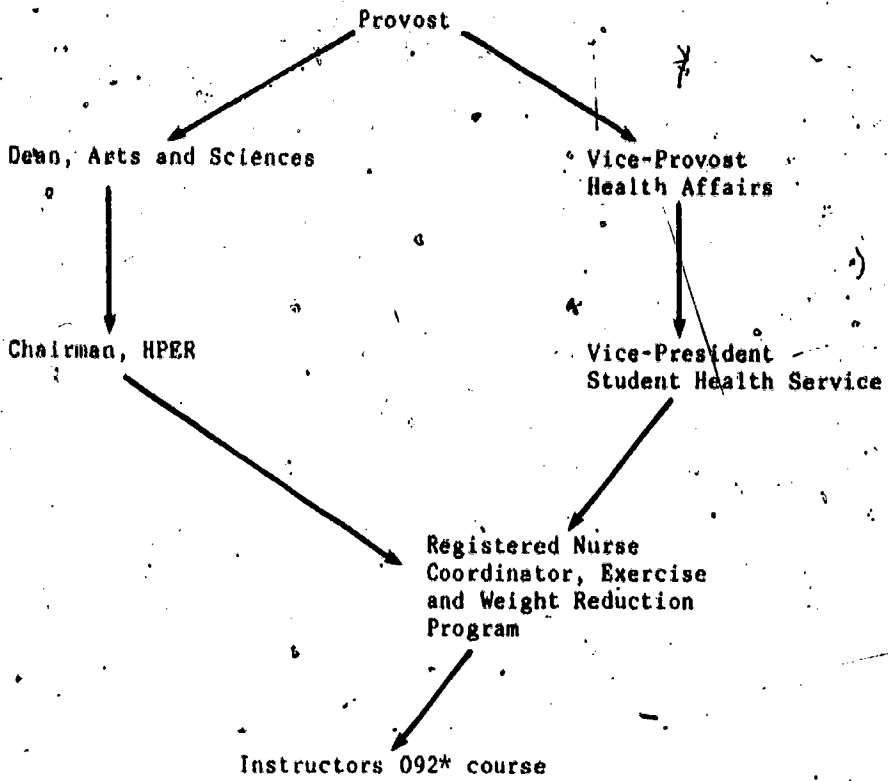 Provost
Dean, Arts and Sciences
Vice-Provost
Health Affairs
Chairman, HPER
Vice-President
Student Health Service
Registered Nurse
Coordinator, Exercise
and Weight Reduction
Program
Instructors 092* course